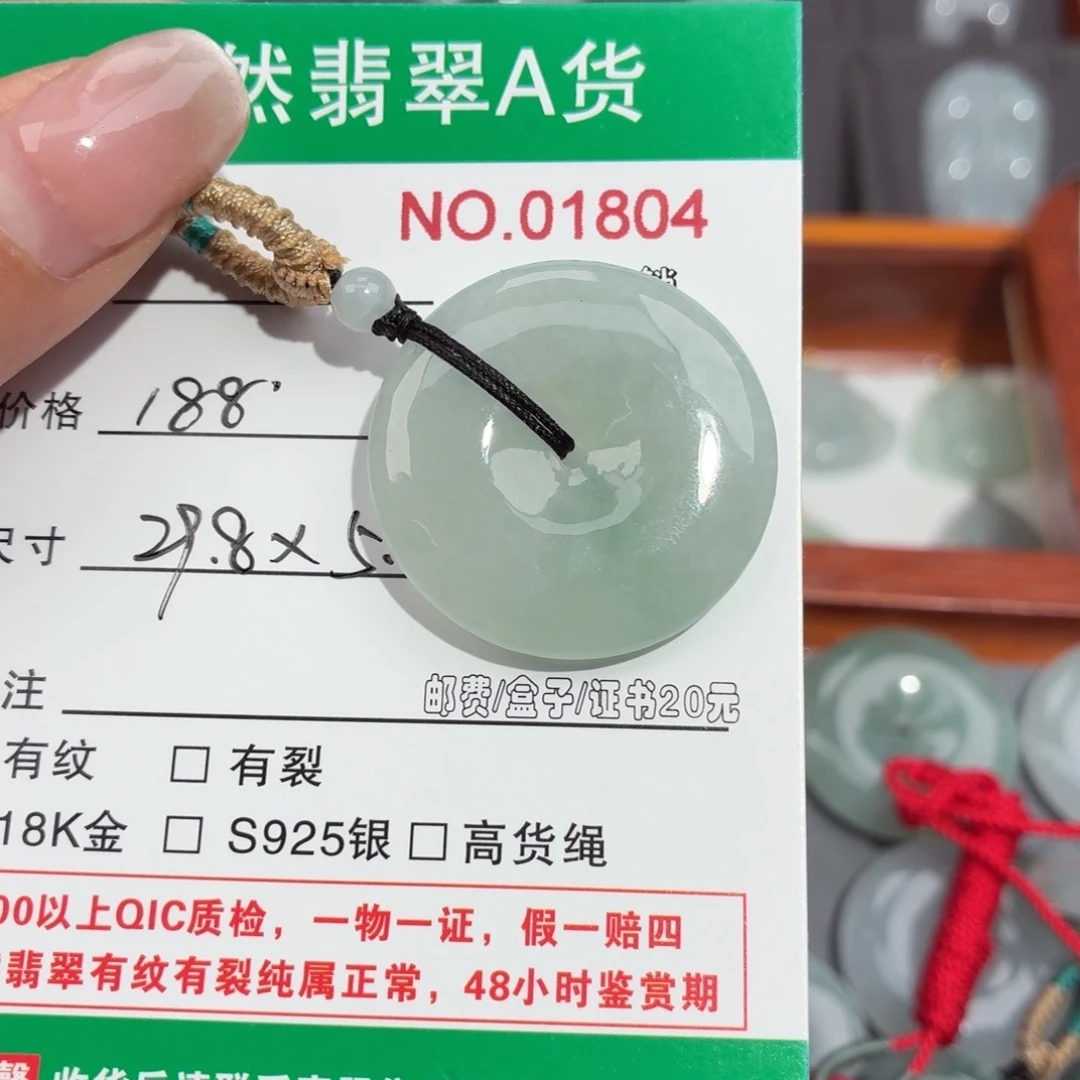 然翡翠A货
NO.01804
价格 188
尺寸 29.8×5.
注
邮费/盒子/证书20元
有纹 □ 有裂
18K金 □ S925银 □ 高货绳
00以上QIC质检，一物一证，假一赔四
翡翠有纹有裂纯属正常，48小时鉴赏期